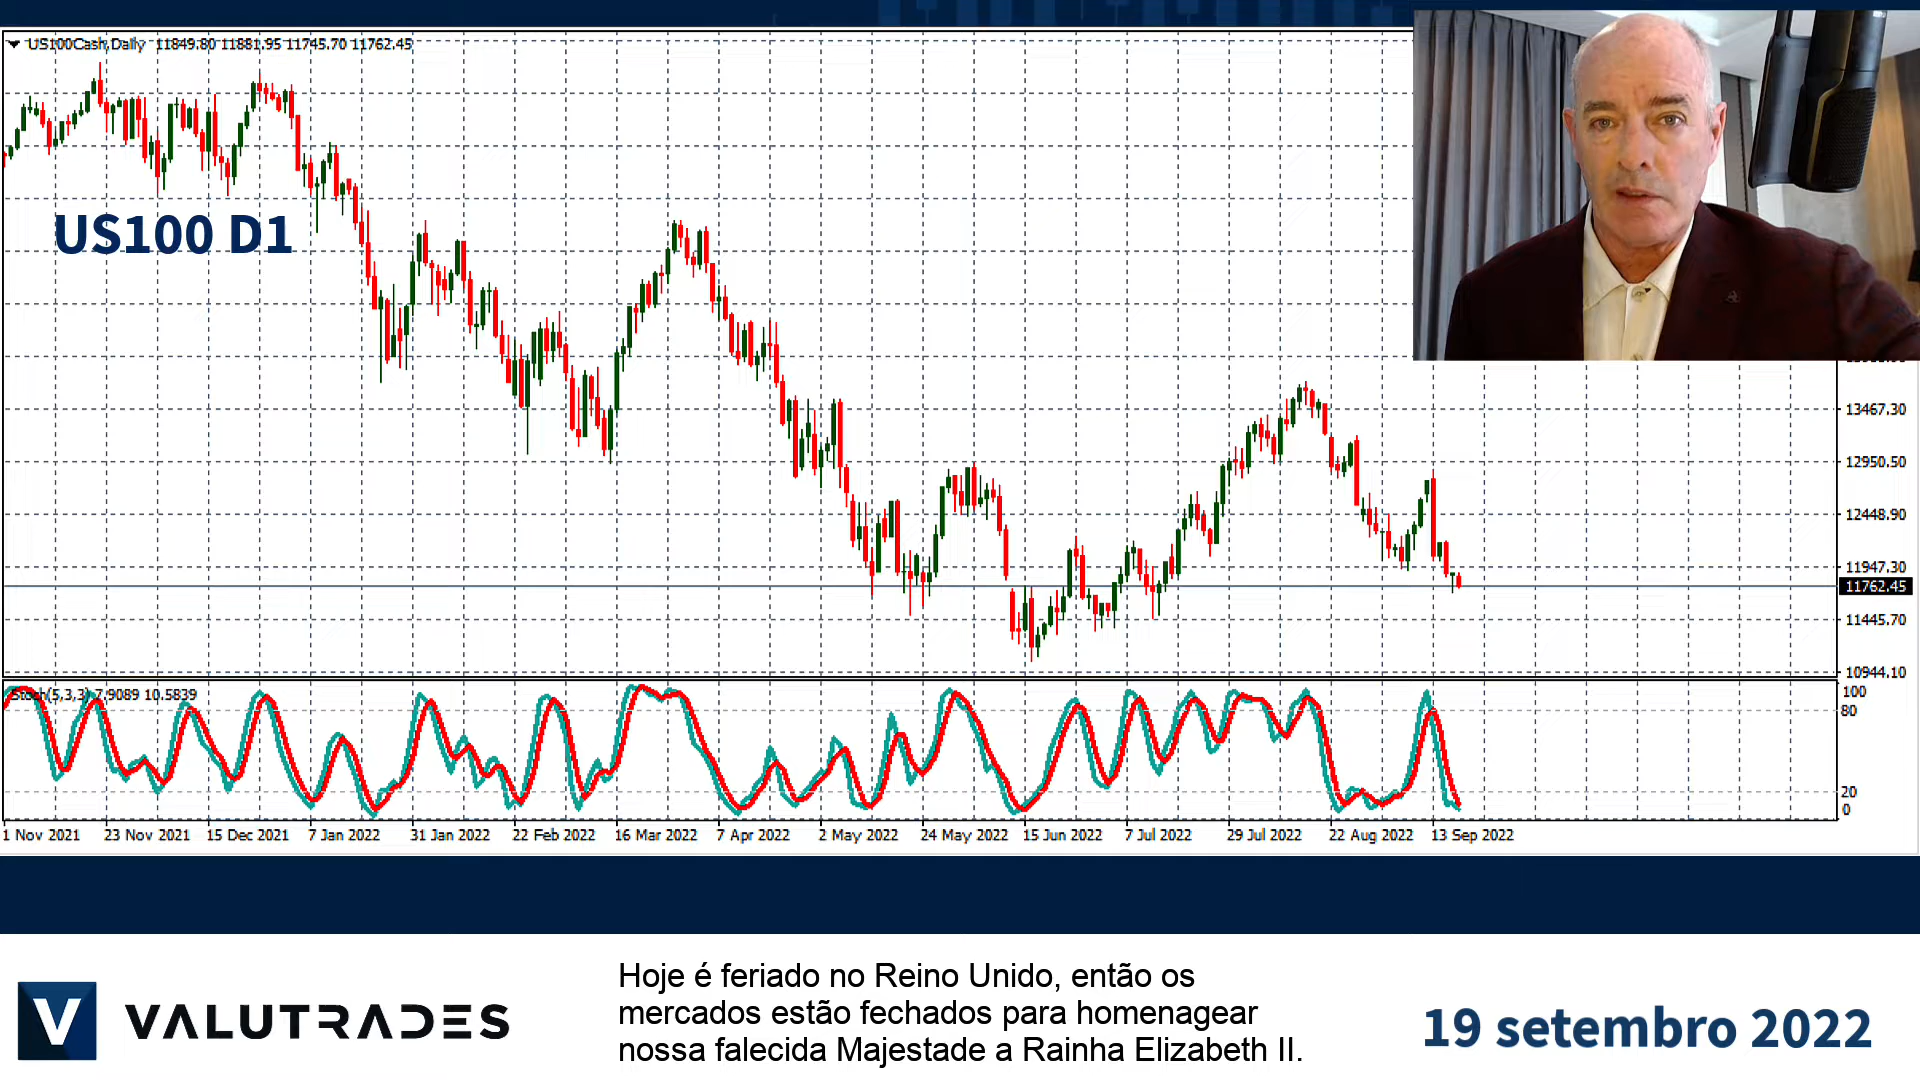 US100Cash,Daily 11849.80 11881.95 11745.70 11762.45
US100 D1
13467.30
12950.50
12448.90
11947.30
11762.45
11445.70
10944.10
Stoch(5,3,3) 7.9089 10.5839
100
80
20
0
1 Nov 2021 23 Nov 2021 15 Dec 2021 7 Jan 2022 31 Jan 2022 22 Feb 2022 16 Mar 2022 7 Apr 2022 2 May 2022 24 May 2022 15 Jun 2022 7 Jul 2022 29 Jul 2022 22 Aug 2022 13 Sep 2022
V VALUTRADES
Hoje é feriado no Reino Unido, então os
mercados estão fechados para homenagear
nossa falecida Majestade a Rainha Elizabeth II.
19 setembro 2022